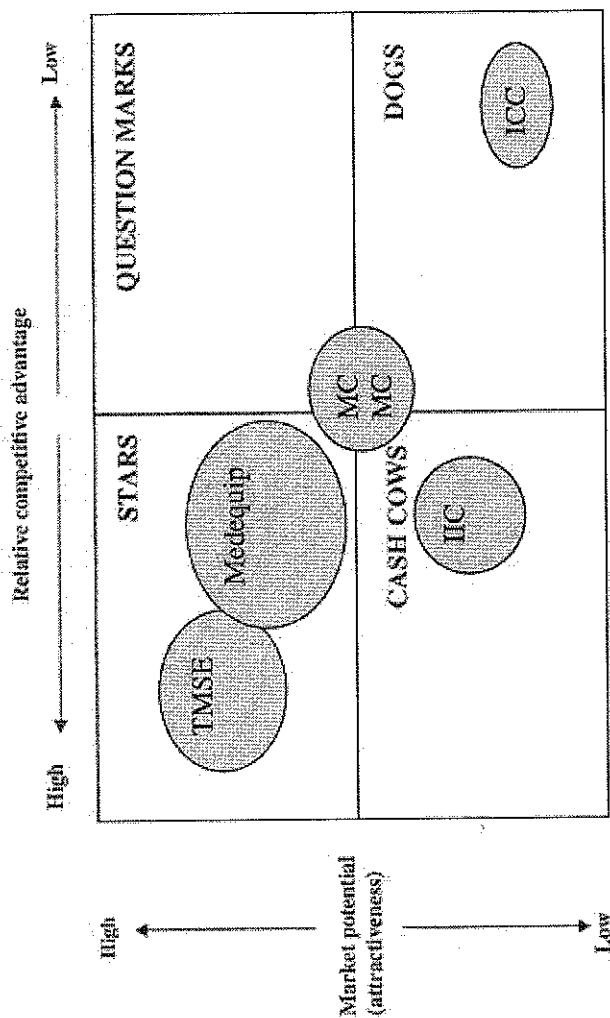 Relative competitive advantage
High
Low
High
Market potential
(attractiveness)
Low
STARS
QUESTION MARKS
TMSE
Medequip
MC
MC
CASH COWS
DOGS
IIC
ICC